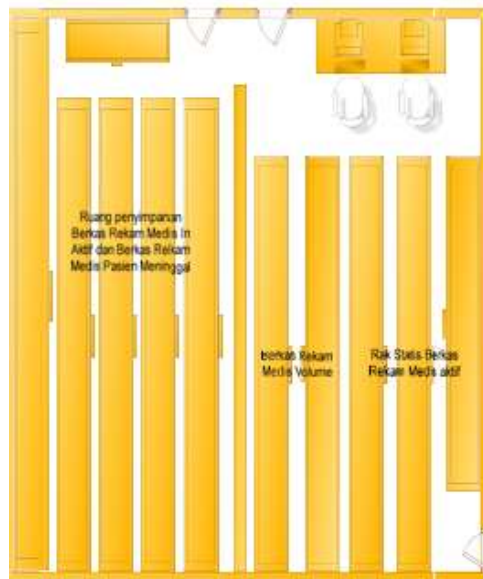 Ruang penyimpanan
Berkas Rekam Medis In
Aktif dan Berkas Relkam
Medis Pasien Meninggal
Berkas Rekam
Medis Volume
Rak Statis Berkas
Rekam Medis aktif